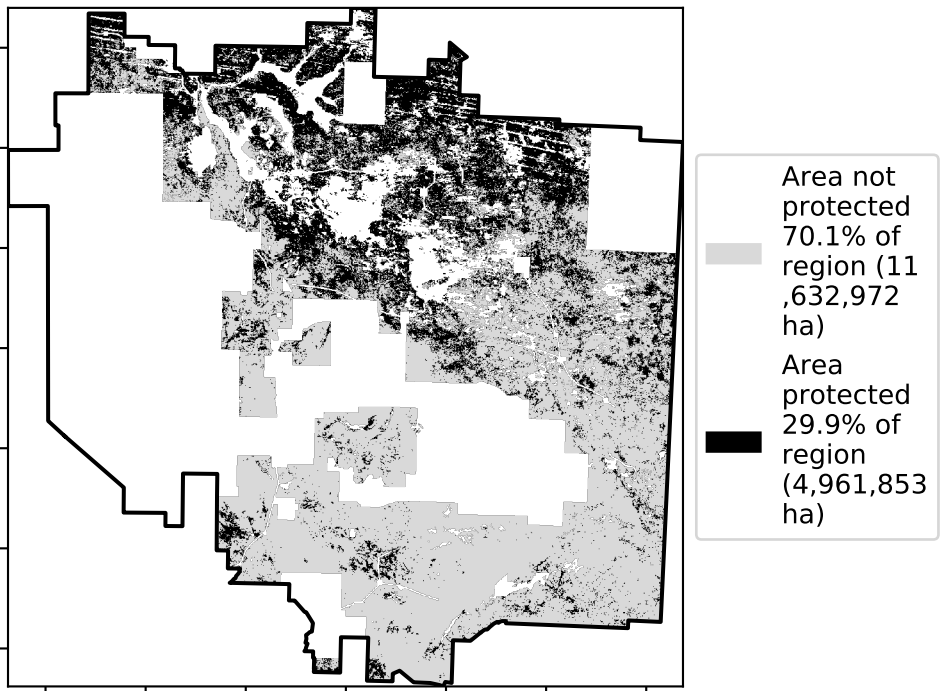 Area not
protected
70.1% of
region (11
,632,972
ha)
Area
protected
29.9% of
region
(4,961,853
ha)